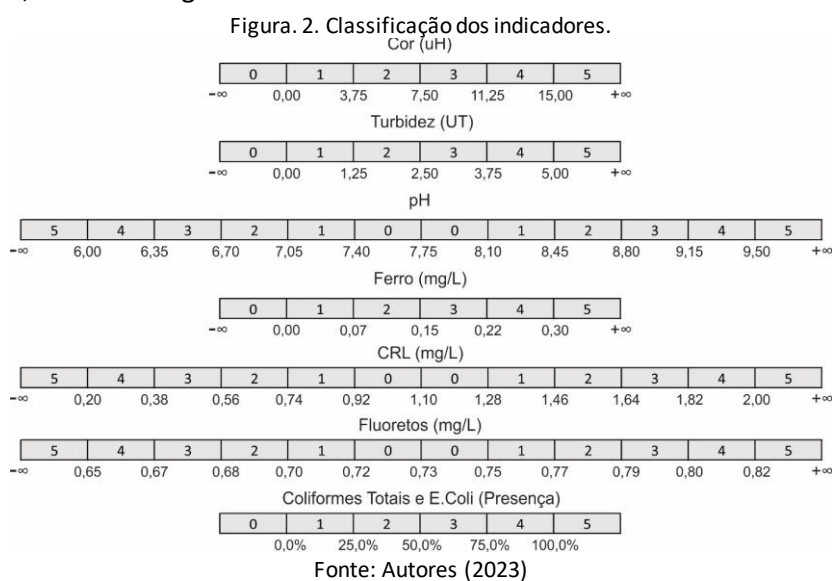 Figura. 2. Classificação dos indicadores.
Cor (uH)
0 1 2 3 4 5
-∞ 0,00 3,75 7,50 11,25 15,00 +∞
Turbidez (UT)
0 1 2 3 4 5
-∞ 0,00 1,25 2,50 3,75 5,00 +∞
pH
5 4 3 2 1 0 0 1 2 3 4 5
-∞ 6,00 6,35 6,70 7,05 7,40 7,75 8,10 8,45 8,80 9,15 9,50 +∞
Ferro (mg/L)
0 1 2 3 4 5
-∞ 0,00 0,07 0,15 0,22 0,30 +∞
CRL (mg/L)
5 4 3 2 1 0 0 1 2 3 4 5
-∞ 0,20 0,38 0,56 0,74 0,92 1,10 1,28 1,46 1,64 1,82 2,00 +∞
Fluoretos (mg/L)
5 4 3 2 1 0 0 1 2 3 4 5
-∞ 0,65 0,67 0,68 0,70 0,72 0,73 0,75 0,77 0,79 0,80 0,82 +∞
Coliformes Totais e E.Coli (Presença)
0 1 2 3 4 5
0,0% 25,0% 50,0% 75,0% 100,0%
Fonte: Autores (2023)